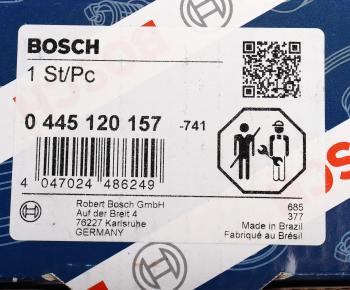 BOSCH
1 St/Pc
0 445 120 157 -741
4 047024 486249
Robert Bosch GmbH
Auf der Breit 4
76227 Karlsruhe
GERMANY
685
377
Made in Brazil
Fabriqué au Brésil